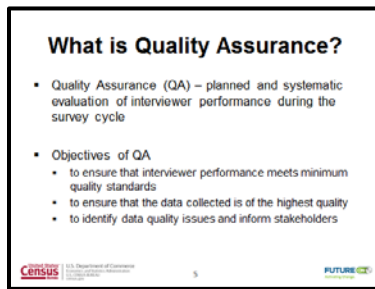 What is Quality Assurance?
▪ Quality Assurance (QA) – planned and systematic
evaluation of interviewer performance during the
survey cycle
▪ Objectives of QA
▪ to ensure that interviewer performance meets minimum
quality standards
▪ to ensure that the data collected is of the highest quality
▪ to identify data quality issues and inform stakeholders
United States
Census
U.S. Department of Commerce
5
FUTURE